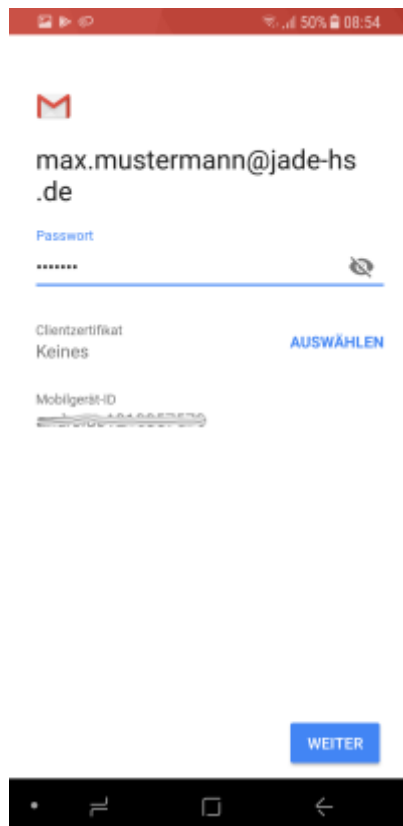 50% 08:54
max.mustermann@jade-hs
.de
Passwort
•••••••
Clientzertifikat
Keines
AUSWÄHLEN
Mobilgerät-ID
WEITER